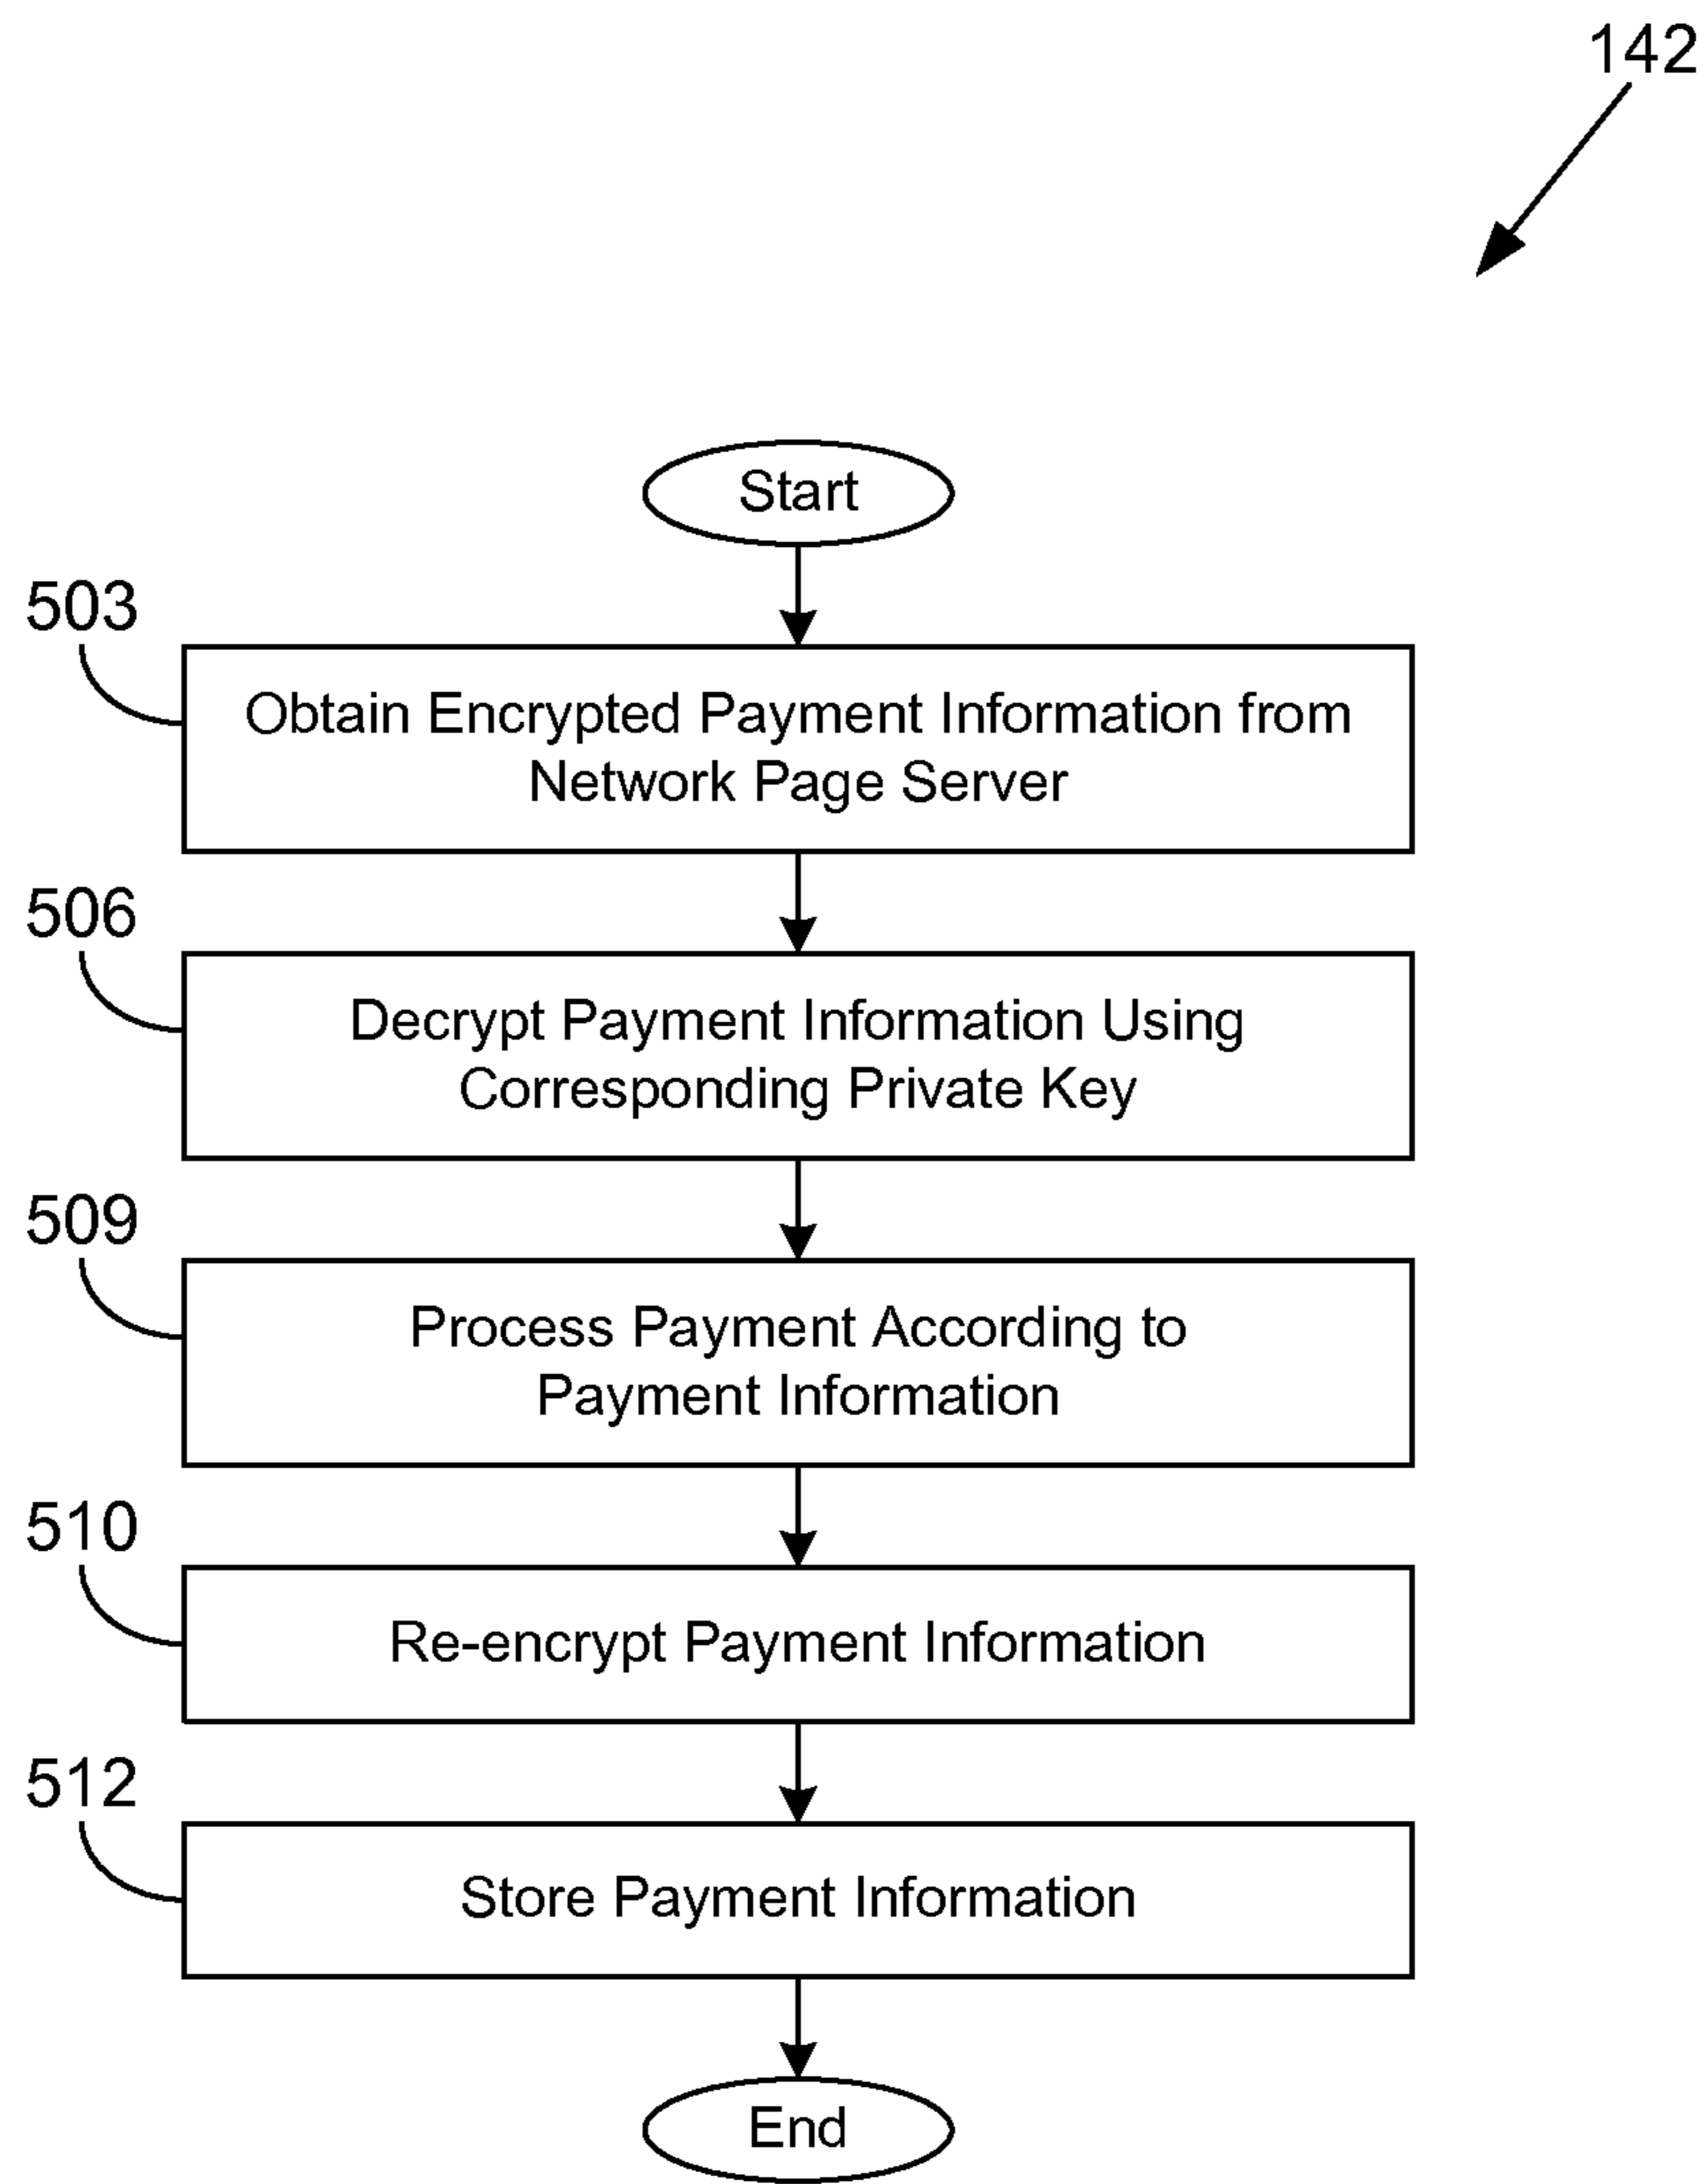 142
Start
503
Obtain Encrypted Payment Information from
Network Page Server
506
Decrypt Payment Information Using
Corresponding Private Key
509
Process Payment According to
Payment Information
510
Re-encrypt Payment Information
512
Store Payment Information
End